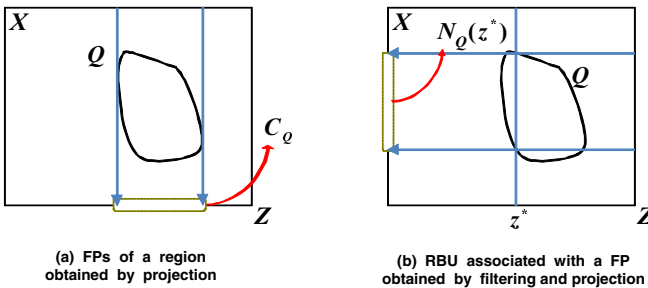 X
Q
C_Q
Z
(a) FPs of a region
obtained by projection
X
N_Q(z*)
Q
Z
z*
(b) RBU associated with a FP
obtained by filtering and projection